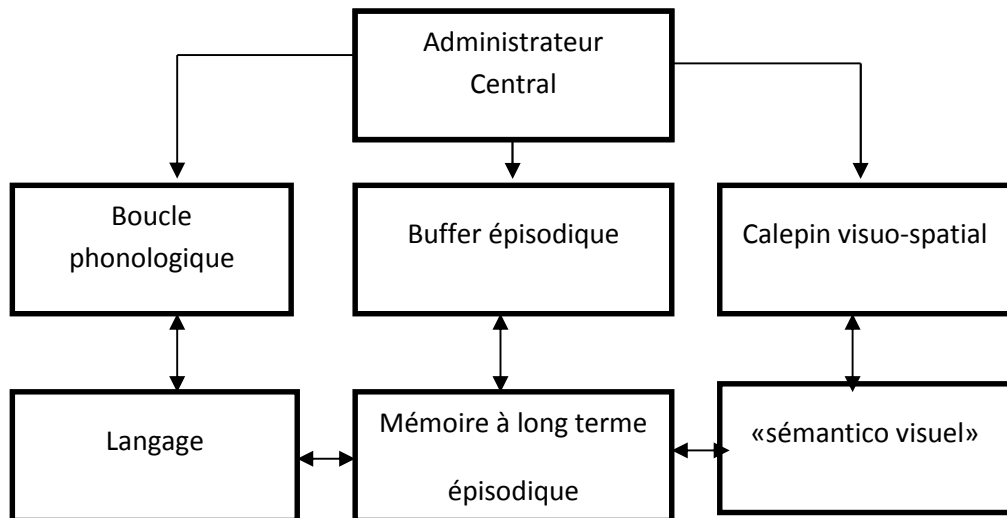 Administrateur
Central
Boucle
phonologique
Buffer épisodique
Calepin visuo-spatial
Langage
Mémoire à long terme
épisodique
«sémantico visuel»